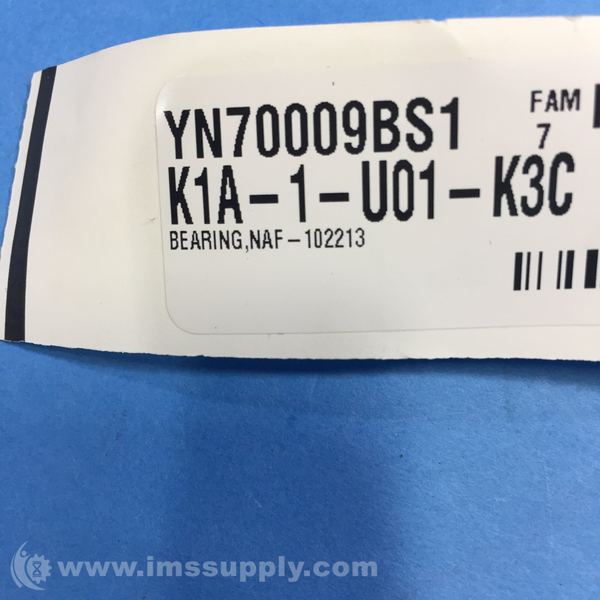 YN70009BS1 FAM
7
K1A-1-U01-K3C
BEARING,NAF-102213
www.imssupply.com